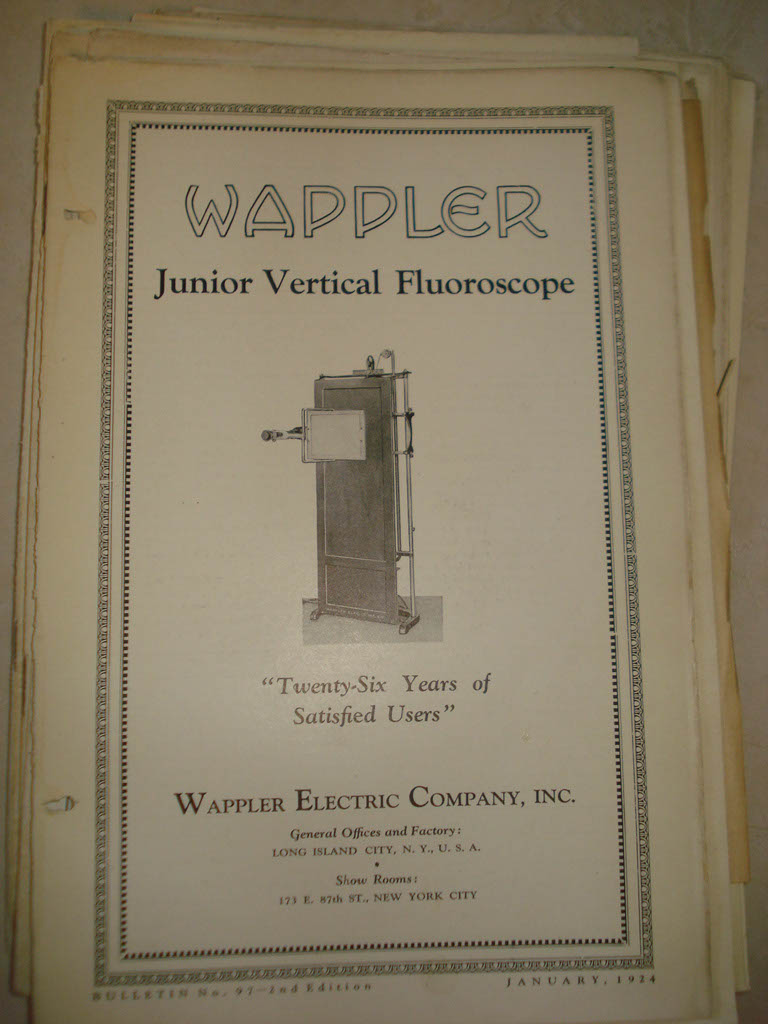 WAPPLER
Junior Vertical Fluoroscope
"Twenty-Six Years of
Satisfied Users"
WAPPLER ELECTRIC COMPANY, INC.
General Offices and Factory:
LONG ISLAND CITY, N. Y., U. S. A.
Show Rooms:
173 E. 87th ST., NEW YORK CITY
BULLETIN No. 97—2nd Edition
JANUARY, 1924